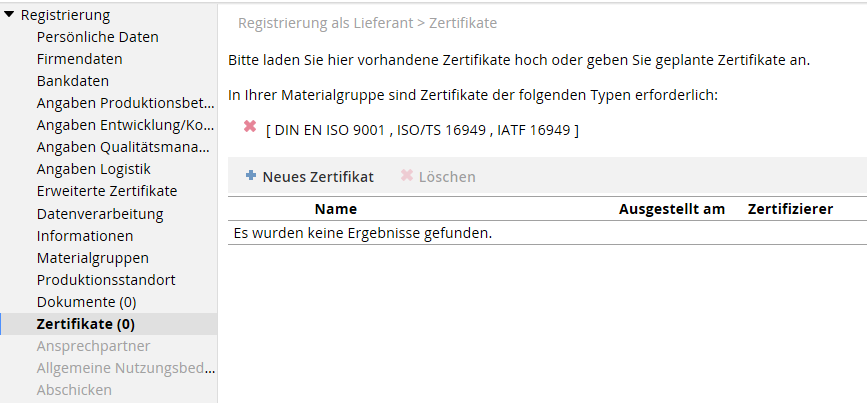 Registrierung
Persönliche Daten
Firmendaten
Bankdaten
Angaben Produktionsbet...
Angaben Entwicklung/Ko...
Angaben Qualitätsmana...
Angaben Logistik
Erweiterte Zertifikate
Datenverarbeitung
Informationen
Materialgruppen
Produktionsstandort
Dokumente (0)
Zertifikate (0)
Ansprechpartner
Allgemeine Nutzungsbed...
Abschicken
Registrierung als Lieferant > Zertifikate
Bitte laden Sie hier vorhandene Zertifikate hoch oder geben Sie geplante Zertifikate an.
In Ihrer Materialgruppe sind Zertifikate der folgenden Typen erforderlich:
[ DIN EN ISO 9001 , ISO/TS 16949 , IATF 16949 ]
Neues Zertifikat Löschen
Name Ausgestellt am Zertifizierer
Es wurden keine Ergebnisse gefunden.